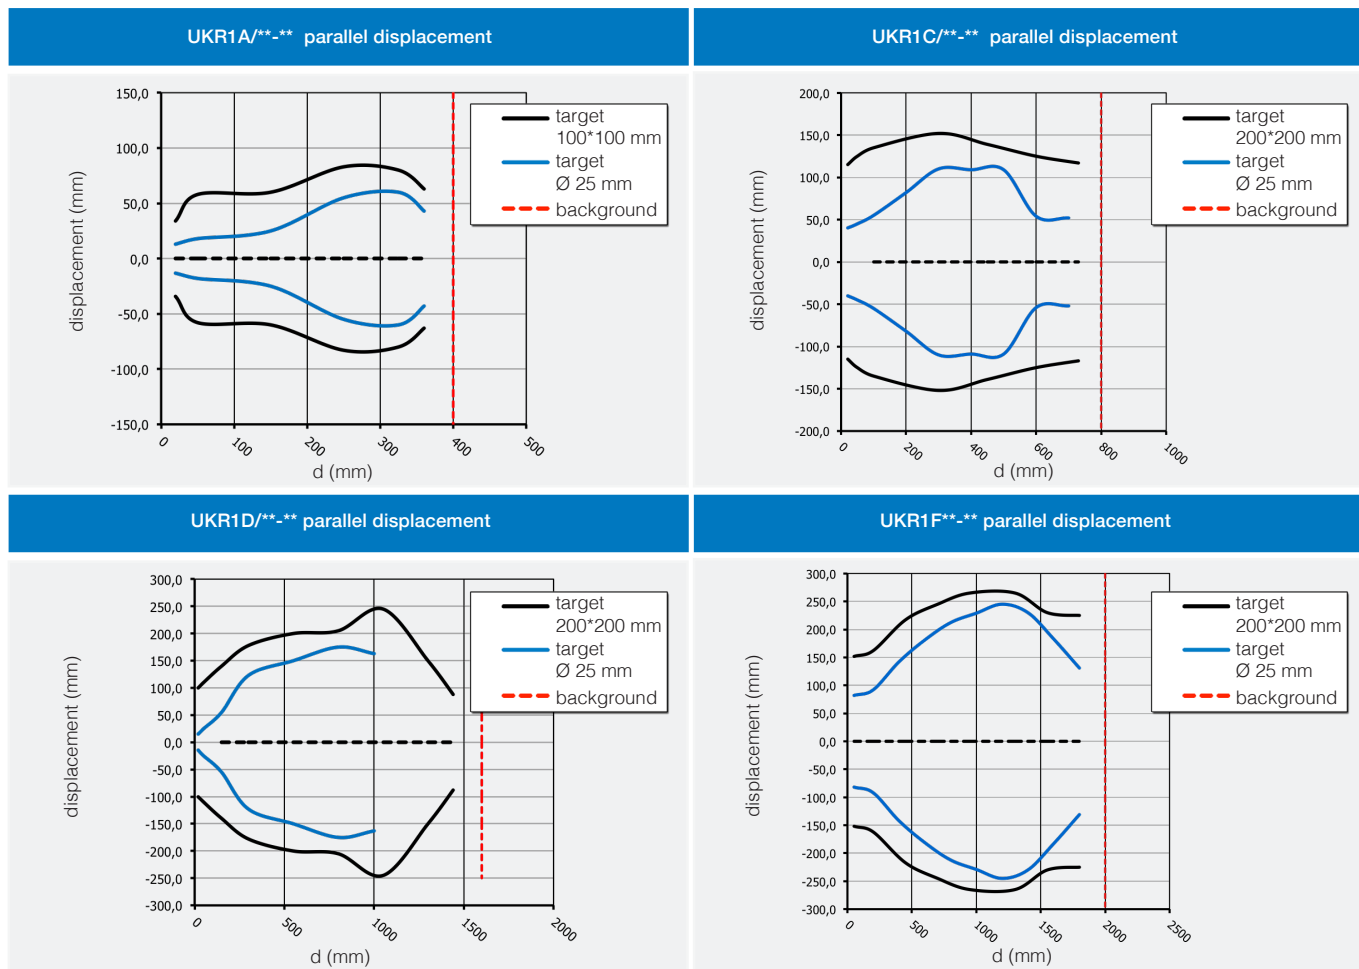 UKR1A/**-** parallel displacement
150,0
100,0
50,0
0,0
-50,0
-100,0
-150,0
displacement (mm)
0
100
200
300
400
500
d (mm)
target
100*100 mm
target
Ø 25 mm
background
UKR1C/**-** parallel displacement
200,0
150,0
100,0
50,0
0,0
-50,0
-100,0
-150,0
-200,0
displacement (mm)
0
200
400
600
800
1000
d (mm)
target
200*200 mm
target
Ø 25 mm
background
UKR1D/**-** parallel displacement
300,0
250,0
200,0
150,0
100,0
50,0
0,0
-50,0
-100,0
-150,0
-200,0
-250,0
-300,0
displacement (mm)
0
500
1000
1500
2000
d (mm)
target
200*200 mm
target
Ø 25 mm
background
UKR1F**-** parallel displacement
300,0
250,0
200,0
150,0
100,0
50,0
0,0
-50,0
-100,0
-150,0
-200,0
-250,0
-300,0
displacement (mm)
0
500
1000
1500
2000
2500
d (mm)
target
200*200 mm
target
Ø 25 mm
background